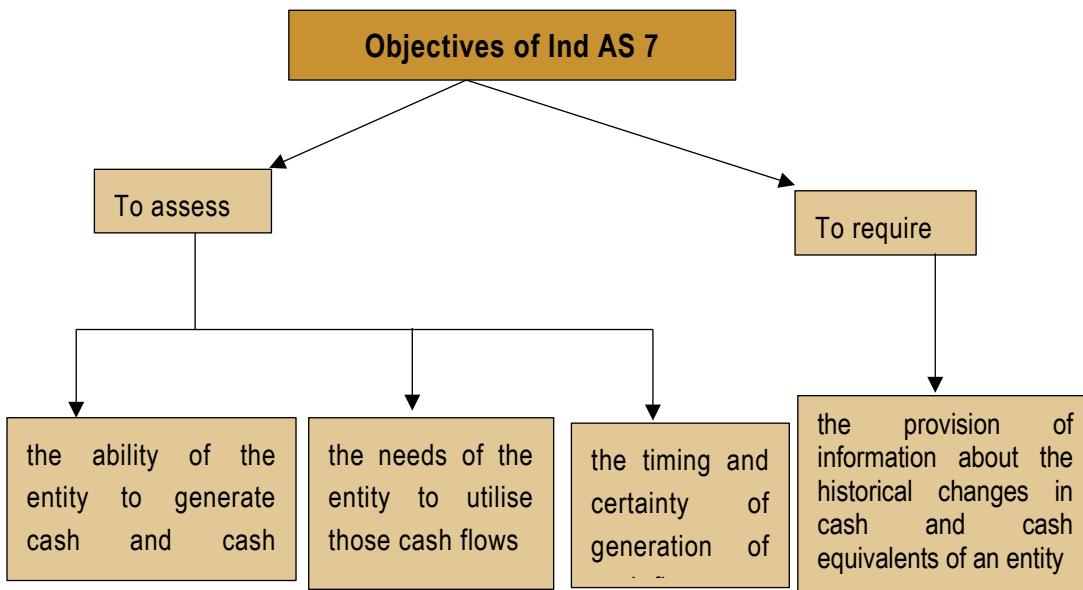 Objectives of Ind AS 7
To assess
To require
the ability of the
entity to generate
cash and cash
the needs of the
entity to utilise
those cash flows
the timing and
certainty of
generation of
the provision of
information about the
historical changes in
cash and cash
equivalents of an entity